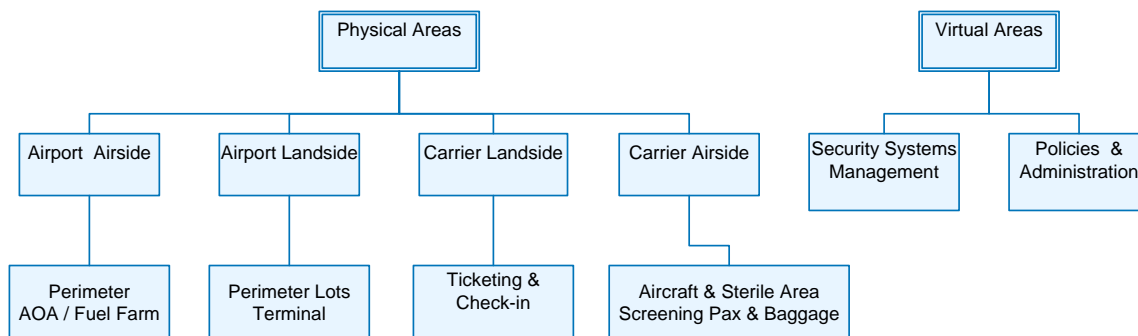 Physical Areas
Virtual Areas
Airport Airside
Airport Landside
Carrier Landside
Carrier Airside
Security Systems
Management
Policies &
Administration
Perimeter
AOA / Fuel Farm
Perimeter Lots
Terminal
Ticketing &
Check-in
Aircraft & Sterile Area
Screening Pax & Baggage